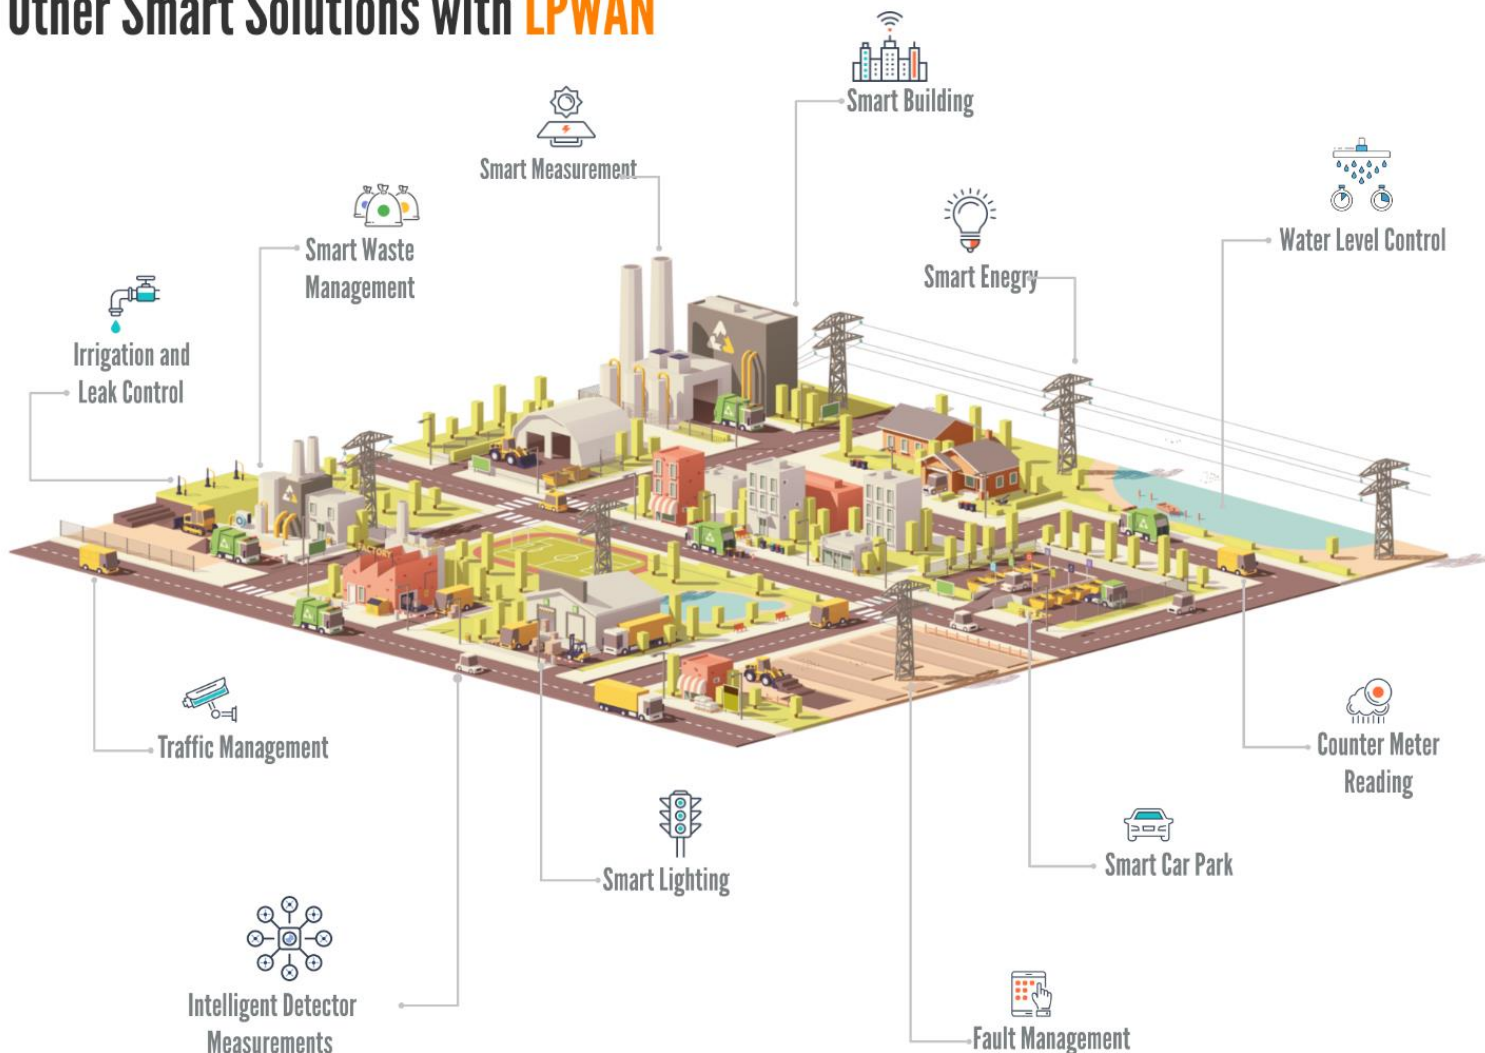 Other Smart Solutions with LPWAN
Smart Building
Smart Measurement
Smart Waste
Management
Water Level Control
Smart Enegry
Irrigation and
Leak Control
FACTORY
Traffic Management
Counter Meter
Reading
Smart Car Park
Smart Lighting
Intelligent Detector
Measurements
Fault Management